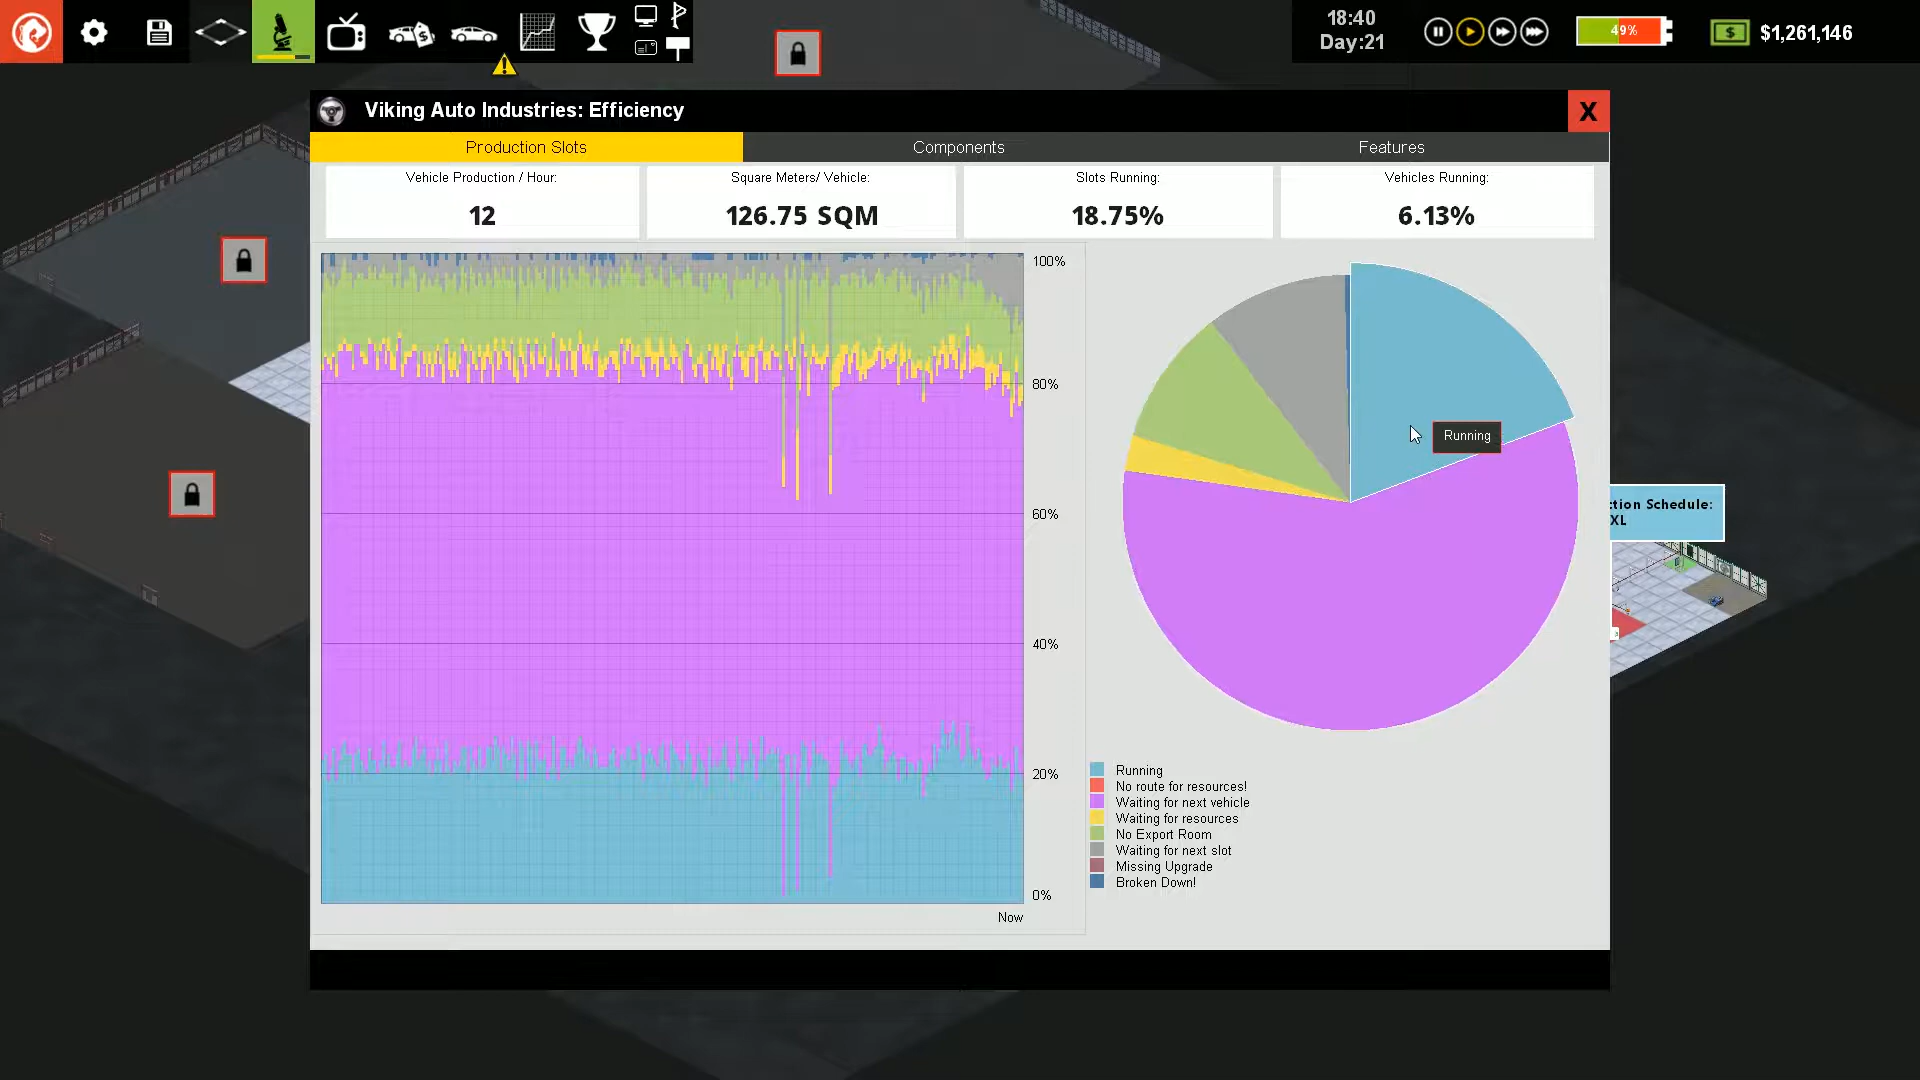 18:40
Day:21
49%
$1,261,146
Viking Auto Industries: Efficiency
X
Production Slots
Components
Features
Vehicle Production / Hour:
12
Square Meters/ Vehicle:
126.75 SQM
Slots Running:
18.75%
Vehicles Running:
6.13%
100%
80%
60%
40%
20%
0%
Now
Running
ction Schedule:
XL
Running
No route for resources!
Waiting for next vehicle
Waiting for resources
No Export Room
Waiting for next slot
Missing Upgrade
Broken Down!